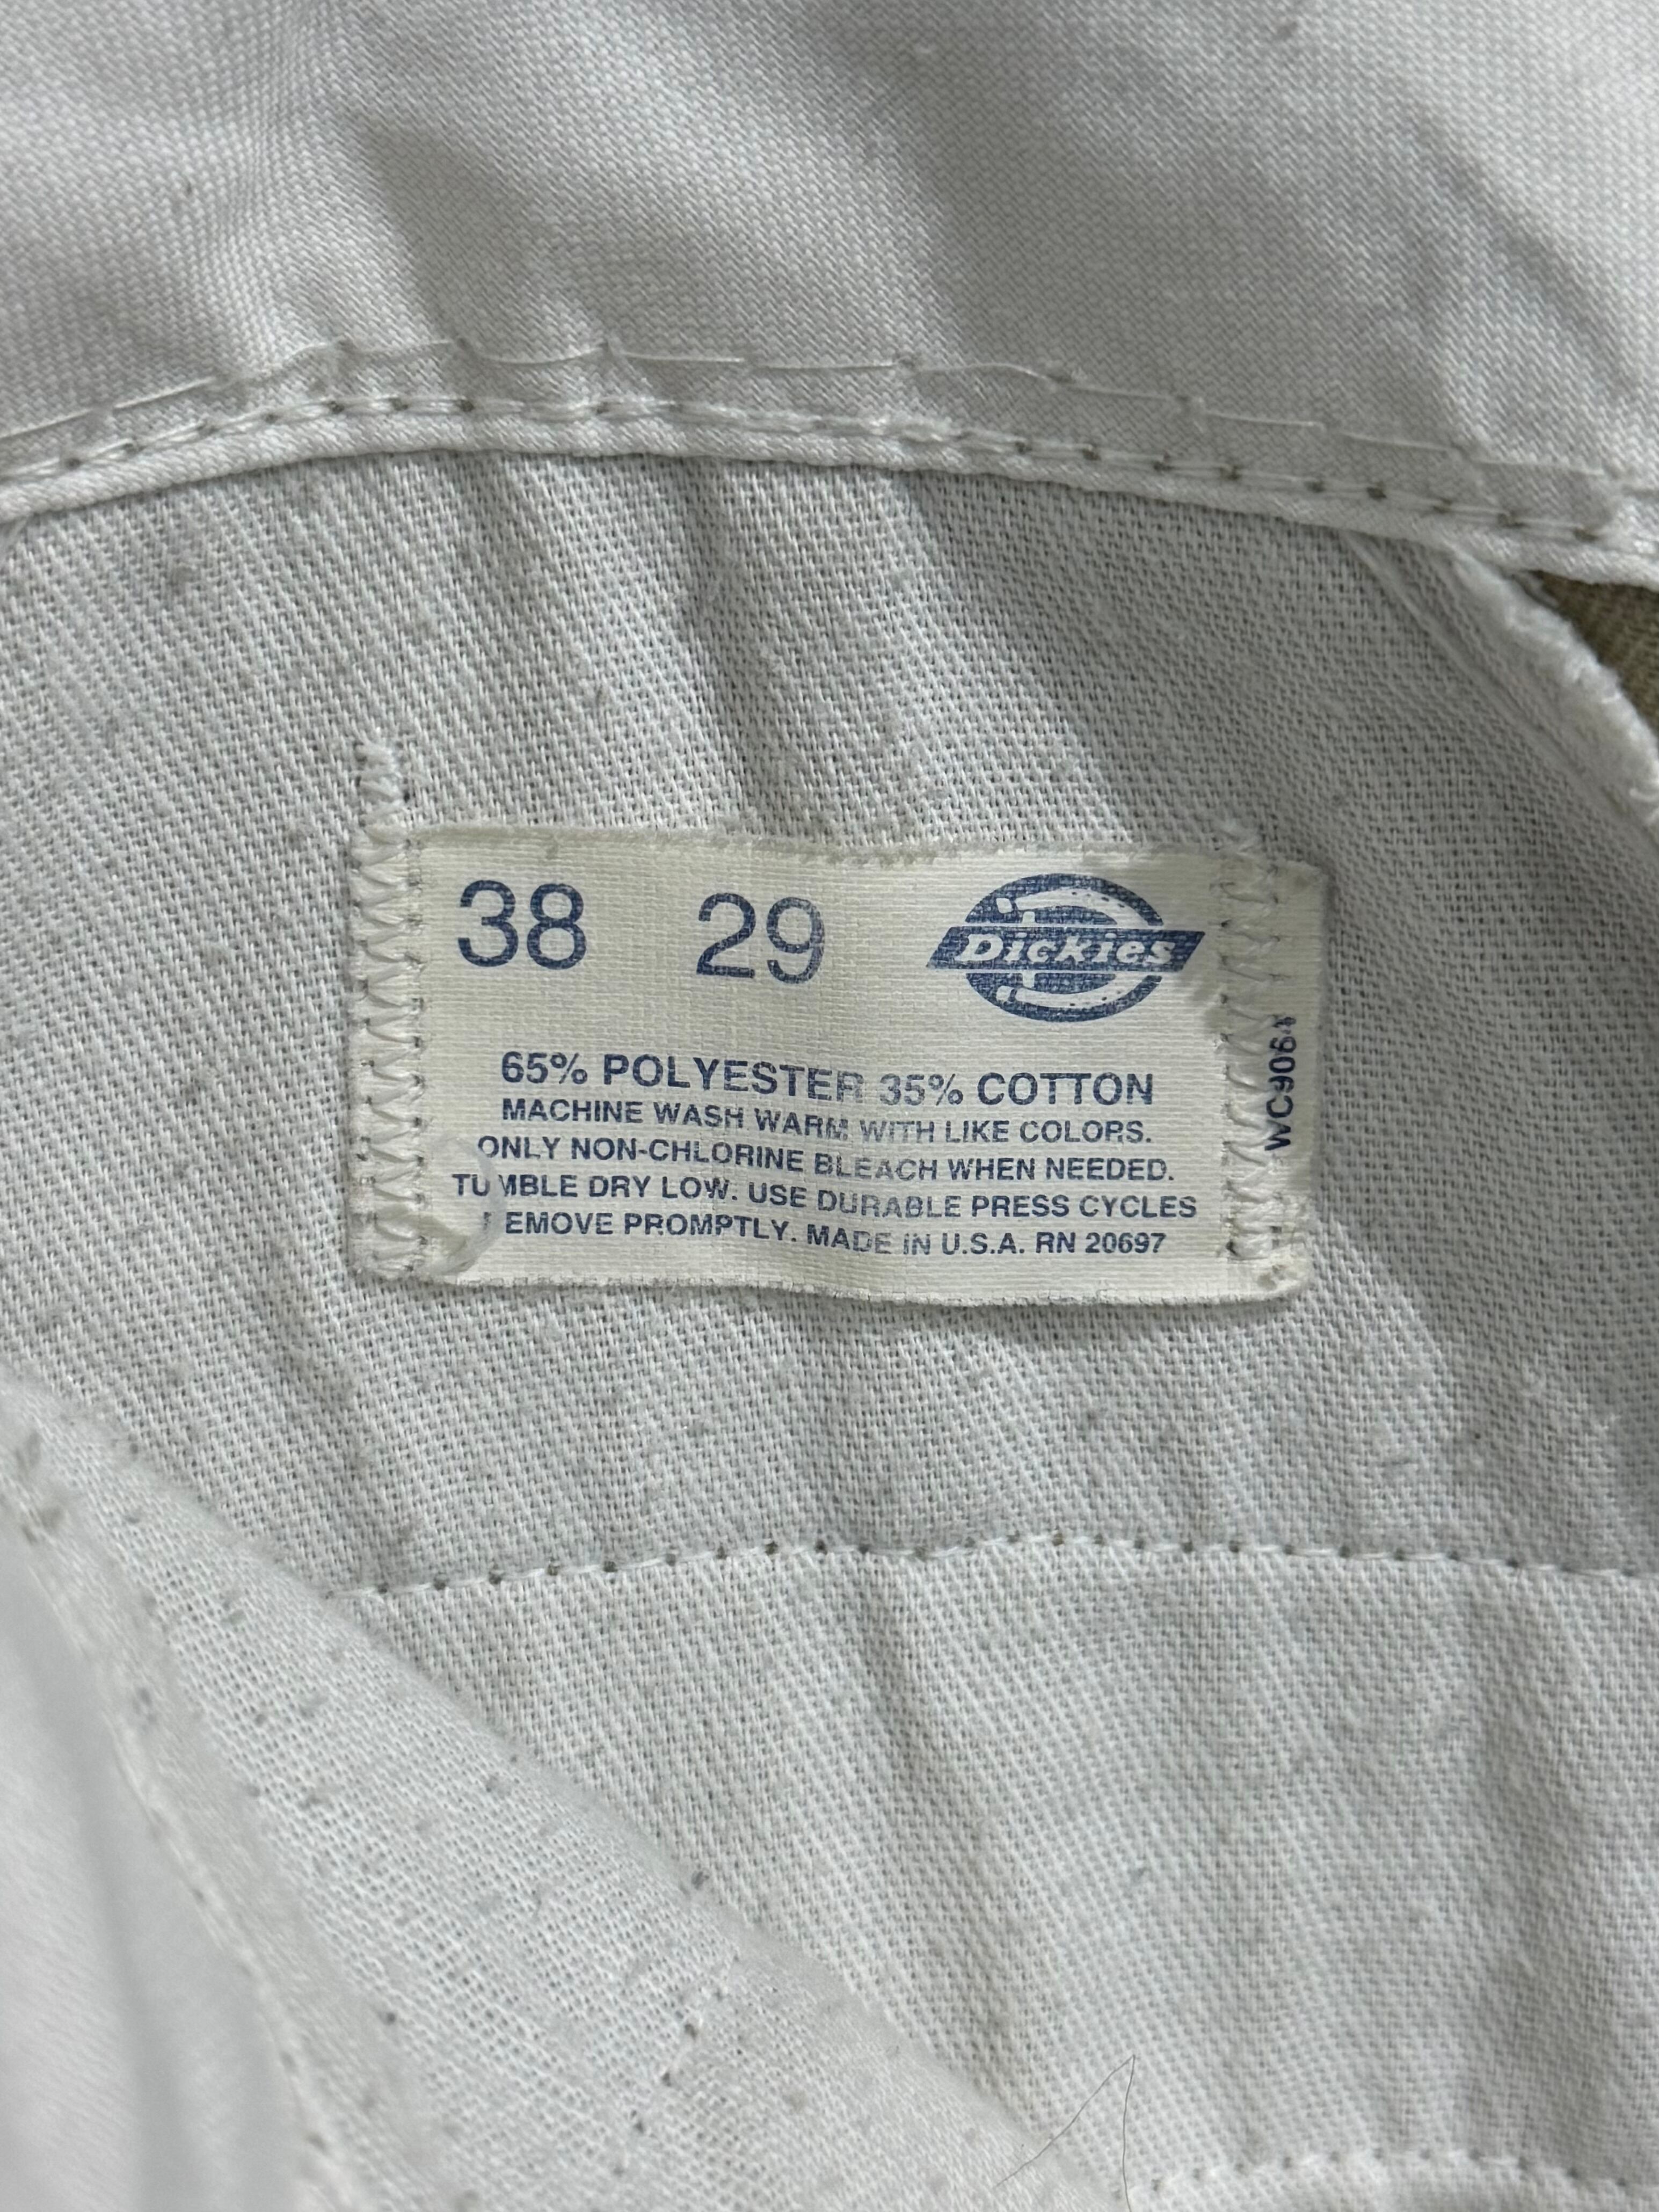 38 29 Dickies
65% POLYESTER 35% COTTON
MACHINE WASH WARM WITH LIKE COLORS.
ONLY NON-CHLORINE BLEACH WHEN NEEDED.
TUMBLE DRY LOW. USE DURABLE PRESS CYCLES
EMOVE PROMPTLY. MADE IN U.S.A. RN 20697